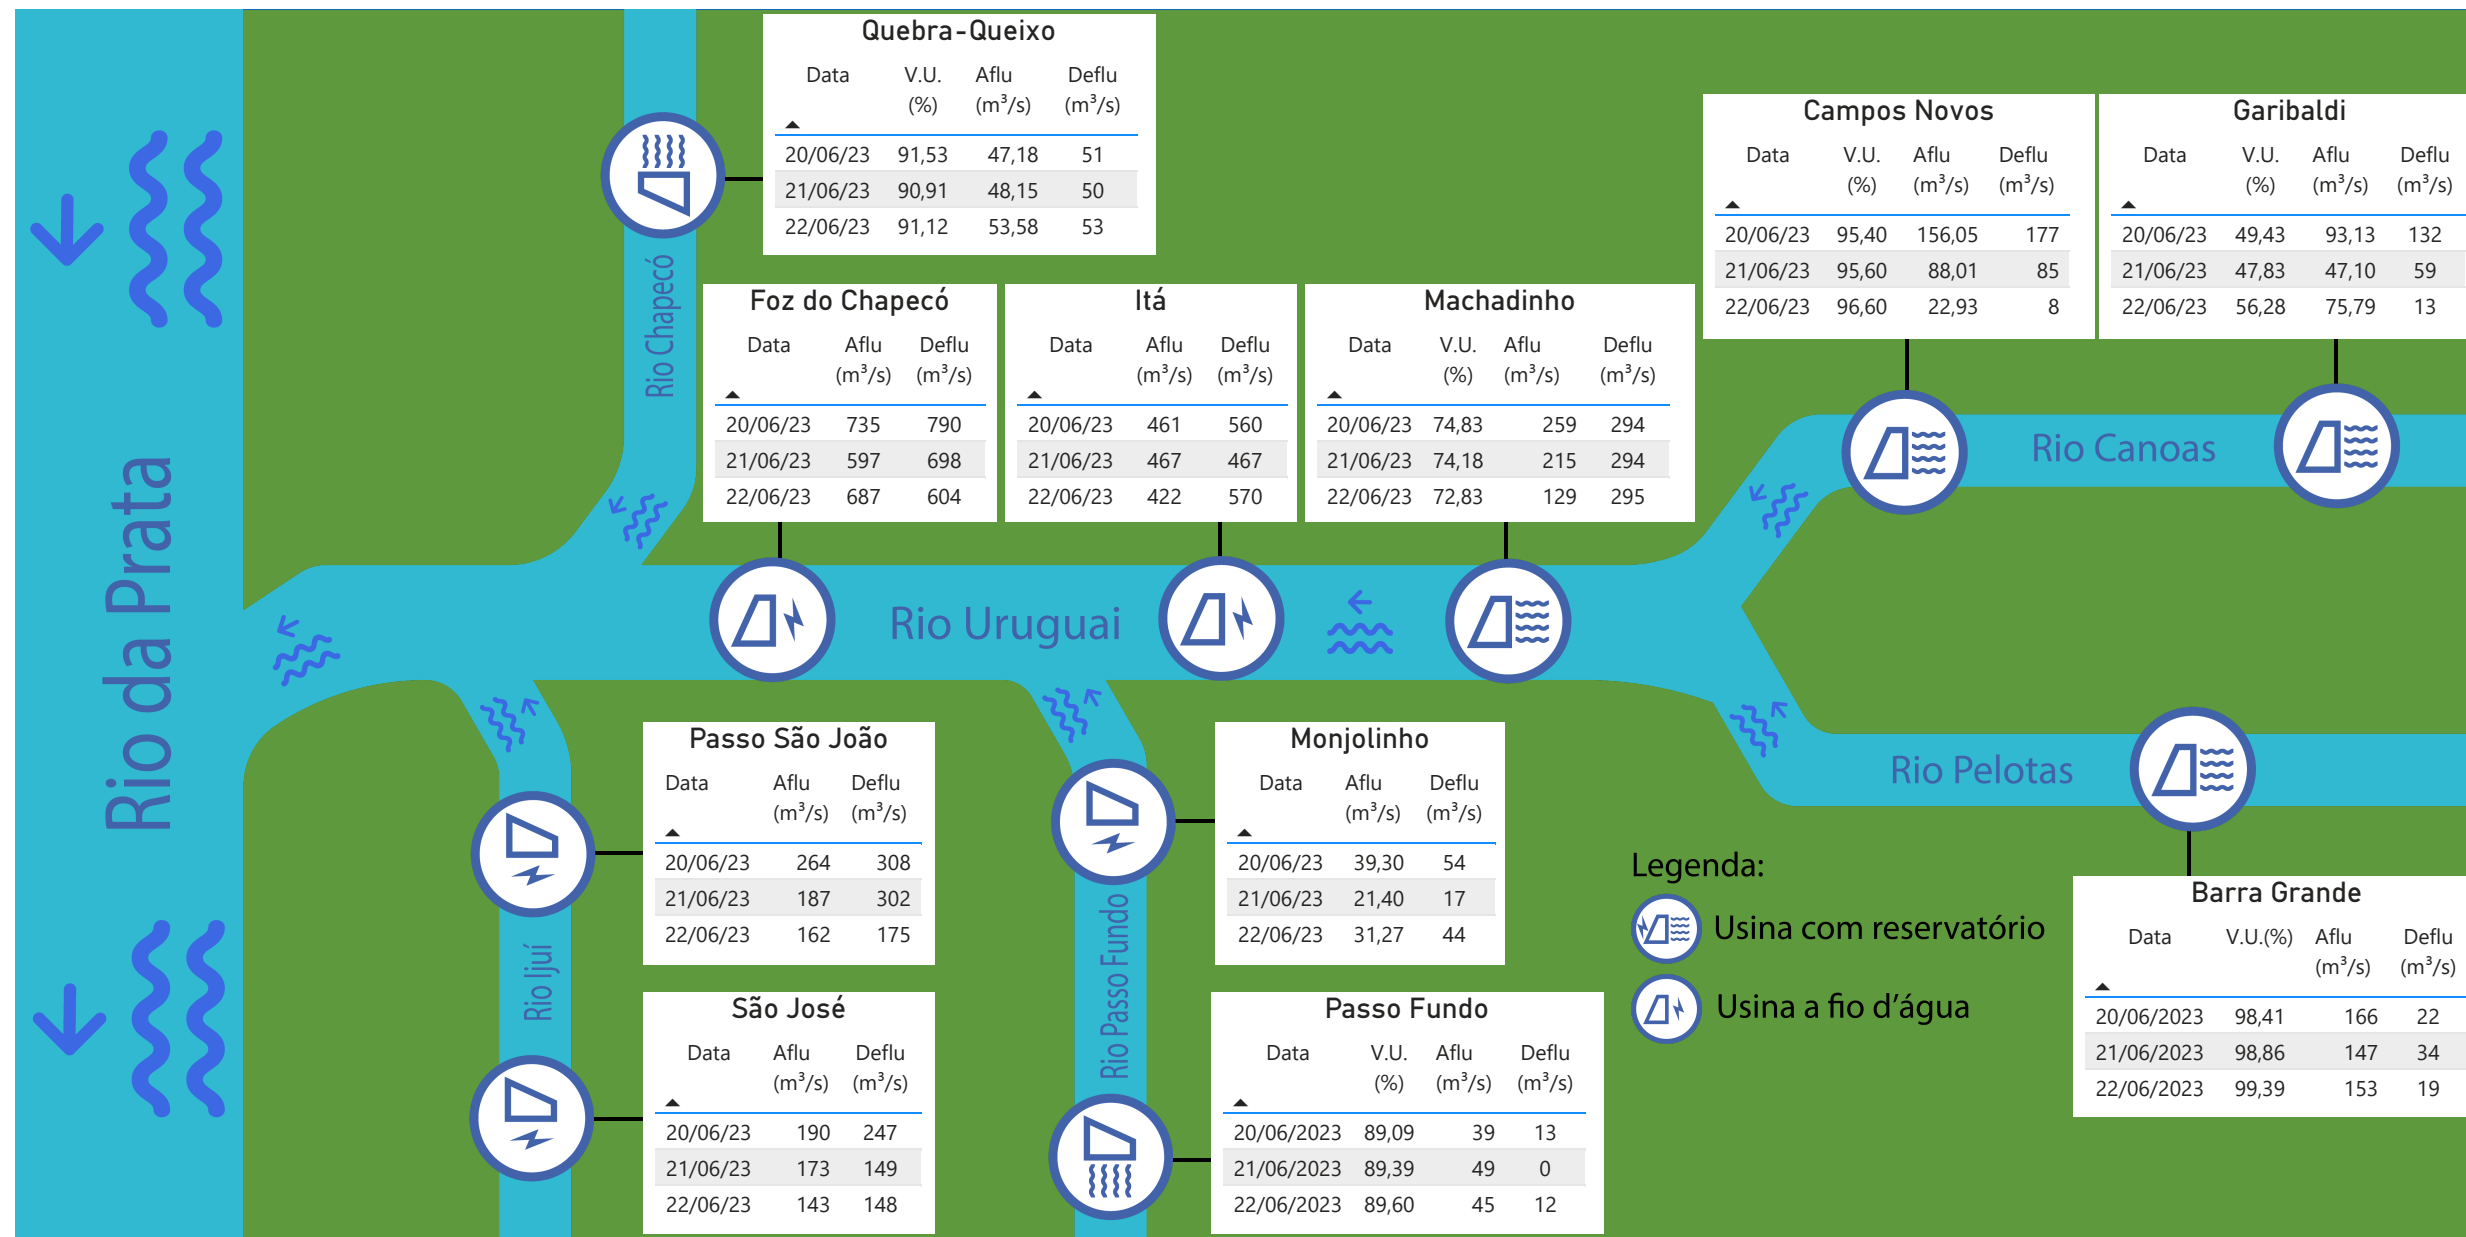 Quebra-Queixo
Data V.U. (%) Aflu (m³/s) Deflu (m³/s)
20/06/23 91,53 47,18 51
21/06/23 90,91 48,15 50
22/06/23 91,12 53,58 53
Campos Novos
Data V.U. (%) Aflu (m³/s) Deflu (m³/s)
20/06/23 95,40 156,05 177
21/06/23 95,60 88,01 85
22/06/23 96,60 22,93 8
Garibaldi
Data V.U. (%) Aflu (m³/s) Deflu (m³/s)
20/06/23 49,43 93,13 132
21/06/23 47,83 47,10 59
22/06/23 56,28 75,79 13
Rio Chapecó
Foz do Chapecó
Data Aflu (m³/s) Deflu (m³/s)
20/06/23 735 790
21/06/23 597 698
22/06/23 687 604
Itá
Data Aflu (m³/s) Deflu (m³/s)
20/06/23 461 560
21/06/23 467 467
22/06/23 422 570
Machadinho
Data V.U. (%) Aflu (m³/s) Deflu (m³/s)
20/06/23 74,83 259 294
21/06/23 74,18 215 294
22/06/23 72,83 129 295
Rio Canoas
Rio da Prata
Rio Uruguai
Rio Pelotas
Passo São João
Data Aflu (m³/s) Deflu (m³/s)
20/06/23 264 308
21/06/23 187 302
22/06/23 162 175
Monjolinho
Data Aflu (m³/s) Deflu (m³/s)
20/06/23 39,30 54
21/06/23 21,40 17
22/06/23 31,27 44
Rio Ijuí
Rio Passo Fundo
Legenda:
Usina com reservatório
Usina a fio d’água
Barra Grande
Data V.U.(%) Aflu (m³/s) Deflu (m³/s)
20/06/2023 98,41 166 22
21/06/2023 98,86 147 34
22/06/2023 99,39 153 19
São José
Data Aflu (m³/s) Deflu (m³/s)
20/06/23 190 247
21/06/23 173 149
22/06/23 143 148
Passo Fundo
Data V.U. (%) Aflu (m³/s) Deflu (m³/s)
20/06/2023 89,09 39 13
21/06/2023 89,39 49 0
22/06/2023 89,60 45 12